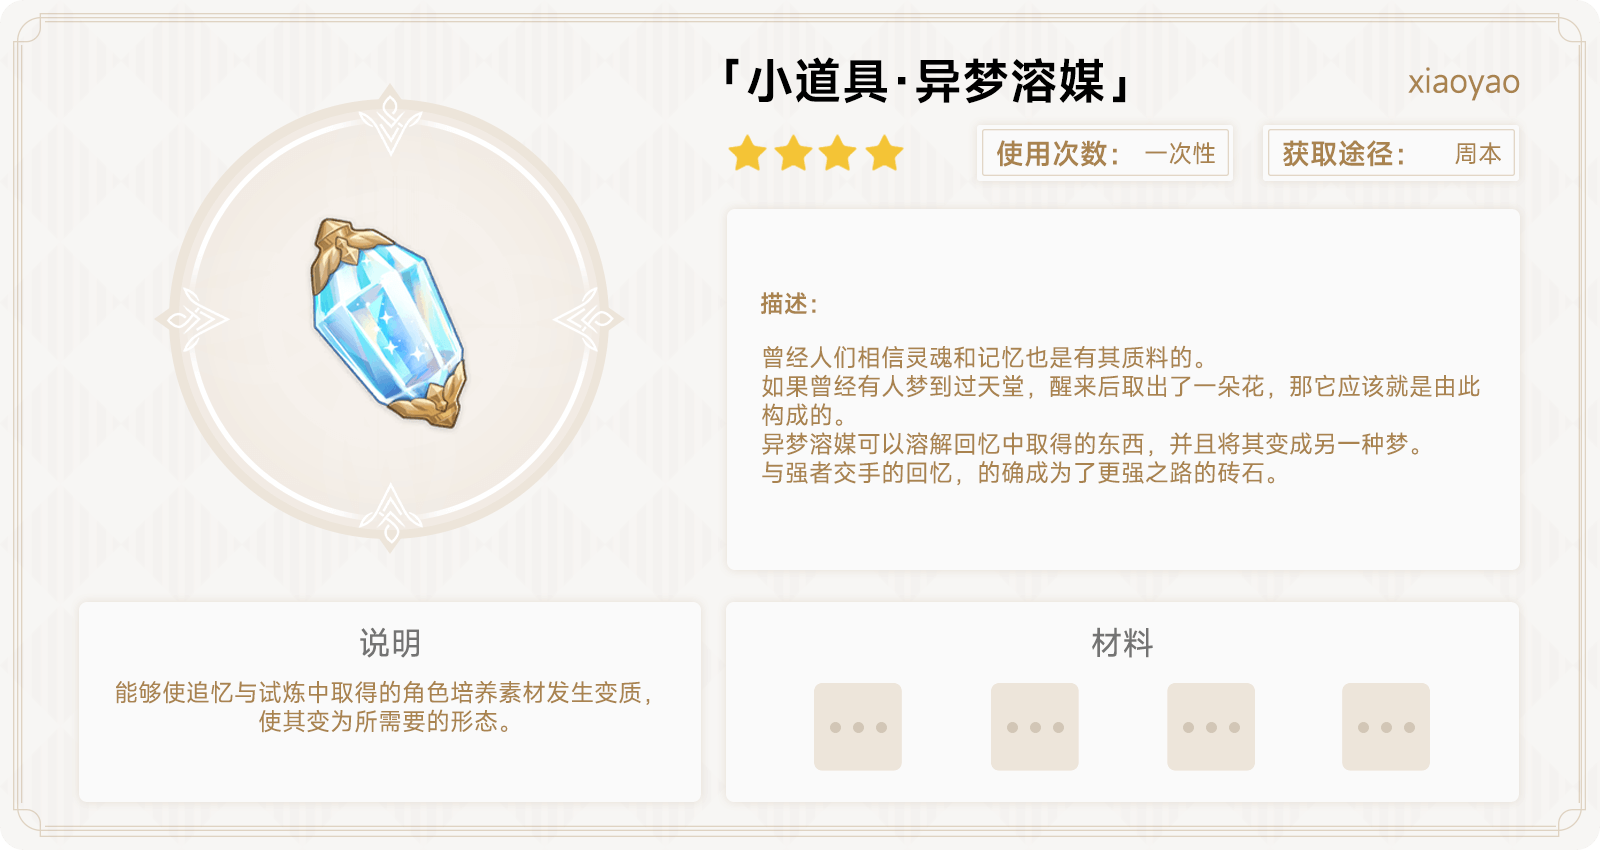 「小道具·异梦溶媒」
xiaoyao
使用次数： 一次性
获取途径： 周本
描述：
曾经人们相信灵魂和记忆也是有其质料的。
如果曾经有人梦到过天堂，醒来后取出了一朵花，那它应该就是由此
构成的。
异梦溶媒可以溶解回忆中取得的东西，并且将其变成另一种梦。
与强者交手的回忆，的确成为了更强之路的砖石。
说明
能够使追忆与试炼中取得的角色培养素材发生变质，
使其变为所需要的形态。
材料